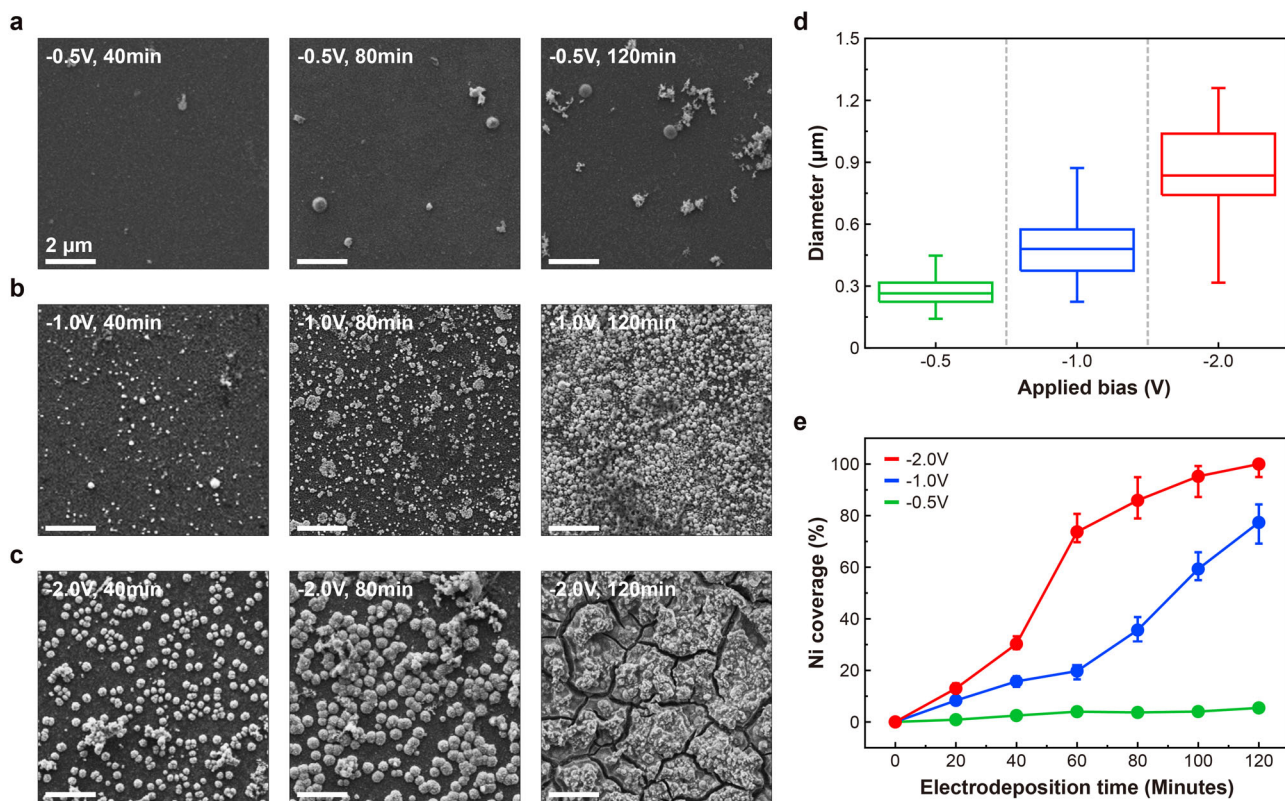 a
-0.5V, 40min
-0.5V, 80min
-0.5V, 120min
2 μm
b
-1.0V, 40min
-1.0V, 80min
-1.0V, 120min
c
-2.0V, 40min
-2.0V, 80min
-2.0V, 120min
d
1.5
1.2
0.9
0.6
0.3
0
Diameter (μm)
-0.5
-1.0
-2.0
Applied bias (V)
e
-2.0V
-1.0V
-0.5V
100
80
60
40
20
0
Ni coverage (%)
0 20 40 60 80 100 120
Electrodeposition time (Minutes)